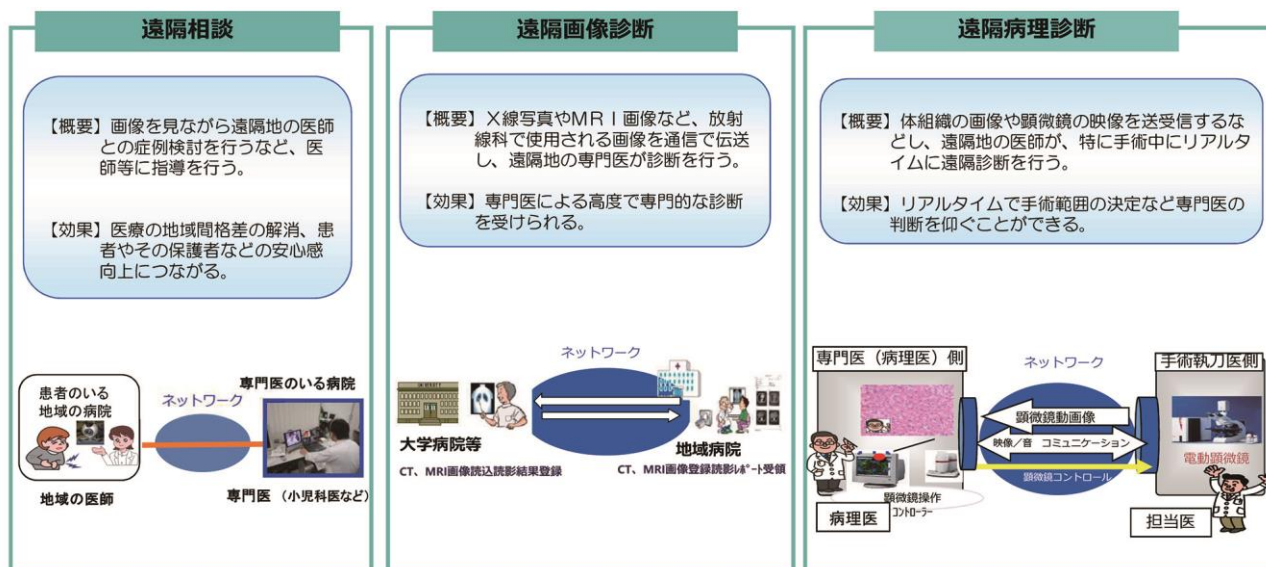 遠隔相談
【概要】画像を見ながら遠隔地の医師
との症例検討を行うなど、医
師等に指導を行う。
【効果】医療の地域間格差の解消、患
者やその保護者などの安心感
向上につながる。
患者のいる
地域の病院
ネットワーク
専門医のいる病院
地域の医師
専門医（小児科医など）
遠隔画像診断
【概要】X線写真やMRI画像など、放射
線科で使用される画像を通信で伝送
し、遠隔地の専門医が診断を行う。
【効果】専門医による高度で専門的な診断
を受けられる。
ネットワーク
大学病院等
CT、MRI画像読込読影結果登録
地域病院
CT、MRI画像登録読影ﾚﾎﾟｰﾄ受領
遠隔病理診断
【概要】体組織の画像や顕微鏡の映像を送受信する
などし、遠隔地の医師が、特に手術中にリアル
タイムに遠隔診断を行う。
【効果】リアルタイムで手術範囲の決定など専門医の
判断を仰ぐことができる。
専門医（病理医）側
ネットワーク
手術執刀医側
顕微鏡動画像
映像／音 コミュニケーション
顕微鏡コントロール
電動顕微鏡
顕微鏡操作
ｺﾝﾄﾛｰﾗｰ
病理医
担当医